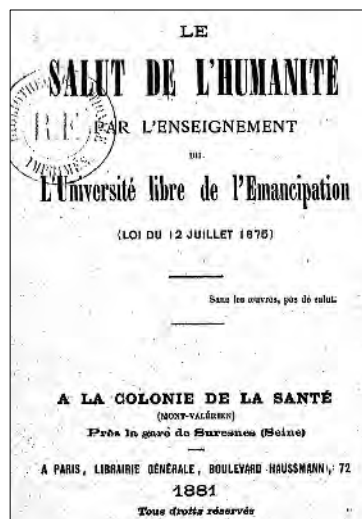 LE
SALUT DE L'HUMANITÉ
PAR L'ENSEIGNEMENT
DE
L'Université libre de l'Emancipation
(LOI DU 12 JUILLET 1875)
Sans les œuvres, pas de salut.
A LA COLONIE DE LA SANTÉ
(MONT-VALÉRIEN)
Près la gare de Suresnes (Seine)
A PARIS, LIBRAIRIE GÉNÉRALE, BOULEVARD HAUSSMANN, 72
1881
Tous droits réservés
R.F.
IMPRIMÉS